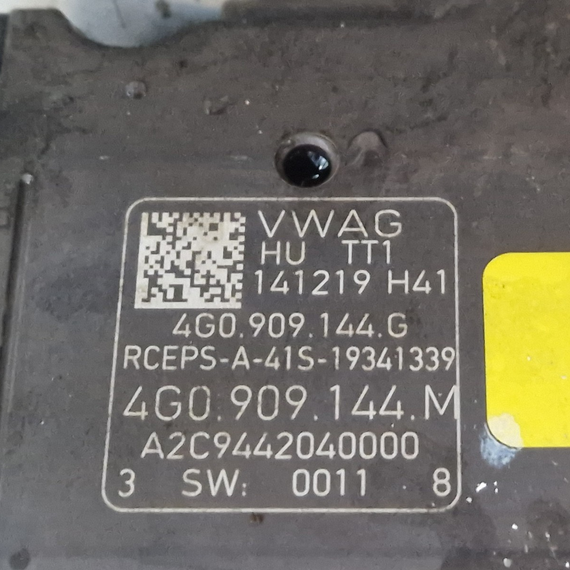 VWAG
HU TT1
141219 H41
4G0.909.144.G
RCEPS-A-41S-19341339
4G0.909.144.M
A2C9442040000
3 SW: 0011 8